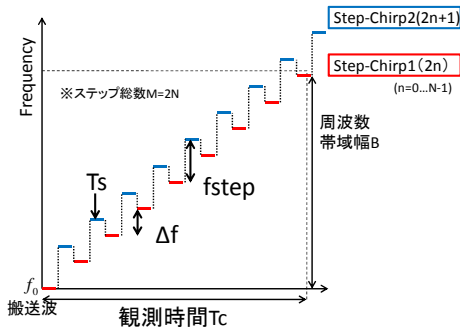 Step-Chirp2(2n+1)
Step-Chirp1(2n)
(n=0…N-1)
Frequency
※ステップ総数M=2N
周波数
帯域幅B
Ts
fstep
Δf
f0
搬送波
観測時間Tc